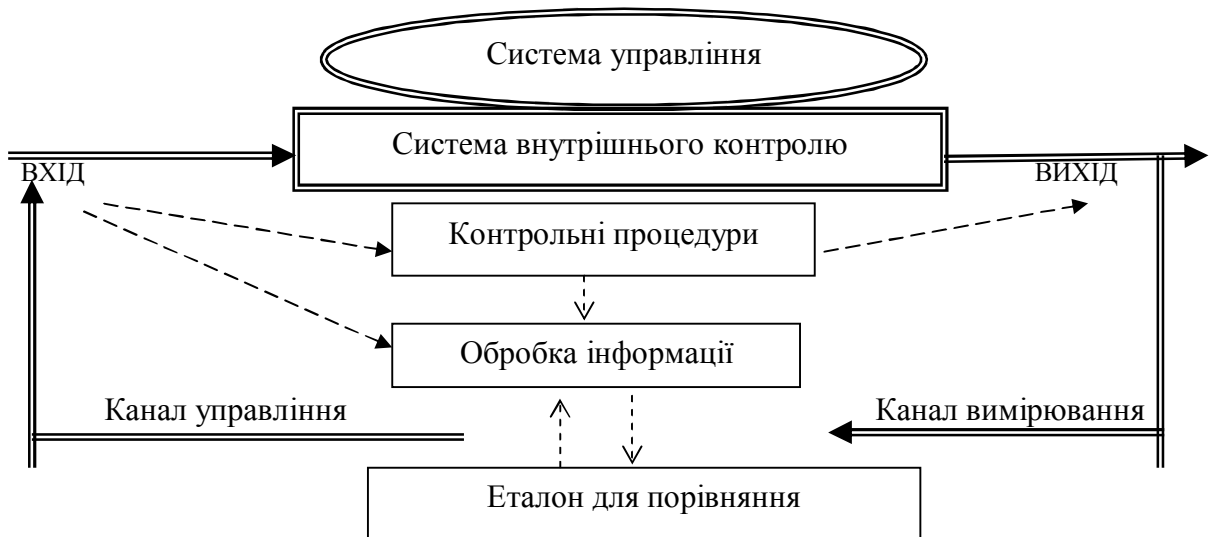 Система управління
Система внутрішнього контролю
ВХІД
ВИХІД
Контрольні процедури
Обробка інформації
Канал управління
Канал вимірювання
Еталон для порівняння